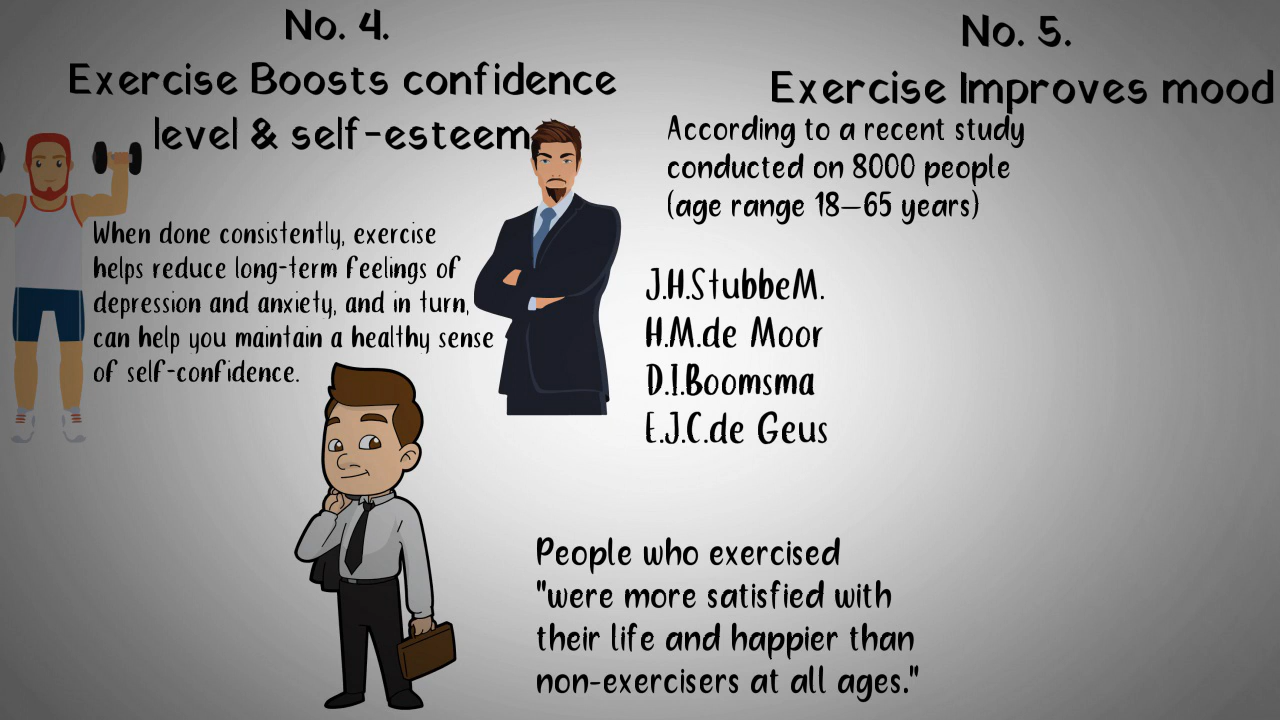 No. 4.
Exercise Boosts confidence
level & self-esteem
When done consistently, exercise
helps reduce long-term feelings of
depression and anxiety, and in turn,
can help you maintain a healthy sense
of self-confidence.
No. 5.
Exercise Improves mood
According to a recent study
conducted on 8000 people
(age range 18–65 years)
J.H.StubbeM.
H.M.de Moor
D.I.Boomsma
E.J.C.de Geus
People who exercised
"were more satisfied with
their life and happier than
non-exercisers at all ages."